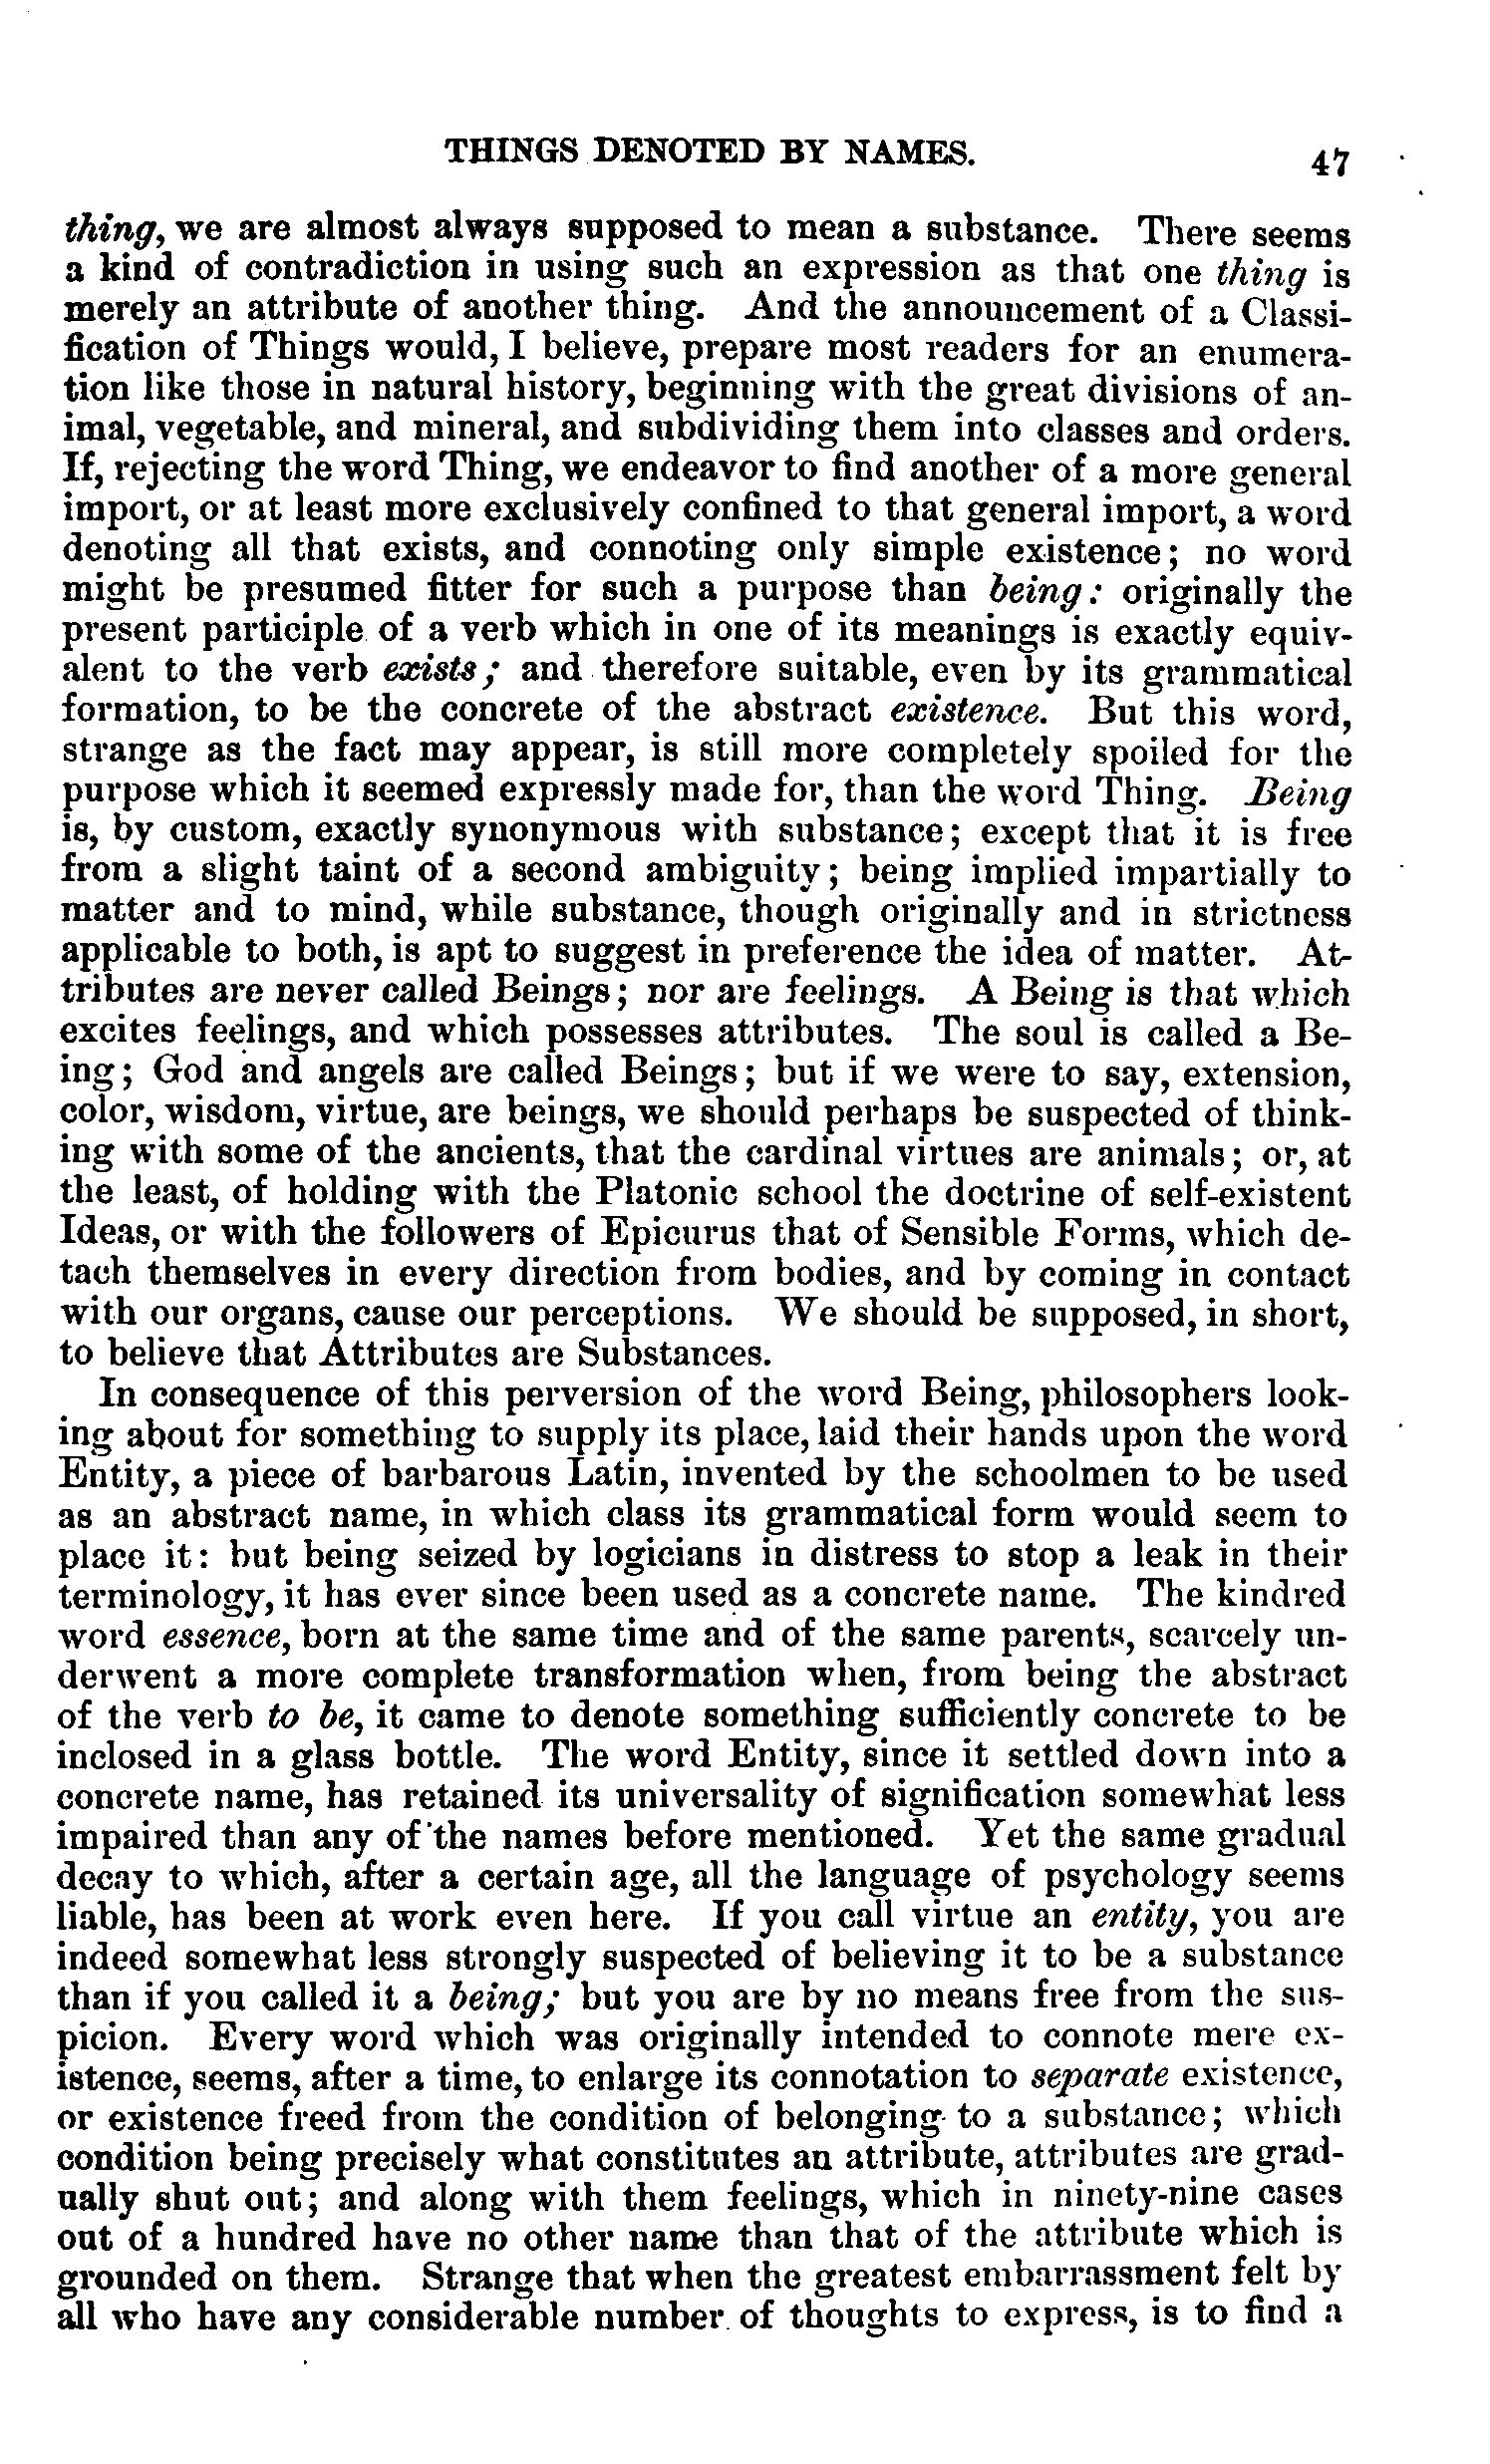 THINGS DENOTED BY NAMES. 47
thing, we are almost always supposed to mean a substance. There seems
a kind of contradiction in using such an expression as that one thing is
merely an attribute of another thing. And the announcement of a Classi-
fication of Things would, I believe, prepare most readers for an enumera-
tion like those in natural history, beginning with the great divisions of an-
imal, vegetable, and mineral, and subdividing them into classes and orders.
If, rejecting the word Thing, we endeavor to find another of a more general
import, or at least more exclusively confined to that general import, a word
denoting all that exists, and connoting only simple existence; no word
might be presumed fitter for such a purpose than being: originally the
present participle of a verb which in one of its meanings is exactly equiv-
alent to the verb exists; and therefore suitable, even by its grammatical
formation, to be the concrete of the abstract existence. But this word,
strange as the fact may appear, is still more completely spoiled for the
purpose which it seemed expressly made for, than the word Thing. Being
is, by custom, exactly synonymous with substance; except that it is free
from a slight taint of a second ambiguity; being implied impartially to
matter and to mind, while substance, though originally and in strictness
applicable to both, is apt to suggest in preference the idea of matter. At-
tributes are never called Beings; nor are feelings. A Being is that which
excites feelings, and which possesses attributes. The soul is called a Be-
ing; God and angels are called Beings; but if we were to say, extension,
color, wisdom, virtue, are beings, we should perhaps be suspected of think-
ing with some of the ancients, that the cardinal virtues are animals; or, at
the least, of holding with the Platonic school the doctrine of self-existent
Ideas, or with the followers of Epicurus that of Sensible Forms, which de-
tach themselves in every direction from bodies, and by coming in contact
with our organs, cause our perceptions. We should be supposed, in short,
to believe that Attributes are Substances.
In consequence of this perversion of the word Being, philosophers look-
ing about for something to supply its place, laid their hands upon the word
Entity, a piece of barbarous Latin, invented by the schoolmen to be used
as an abstract name, in which class its grammatical form would seem to
place it: but being seized by logicians in distress to stop a leak in their
terminology, it has ever since been used as a concrete name. The kindred
word essence, born at the same time and of the same parents, scarcely un-
derwent a more complete transformation when, from being the abstract
of the verb to be, it came to denote something sufficiently concrete to be
inclosed in a glass bottle. The word Entity, since it settled down into a
concrete name, has retained its universality of signification somewhat less
impaired than any of the names before mentioned. Yet the same gradual
decay to which, after a certain age, all the language of psychology seems
liable, has been at work even here. If you call virtue an entity, you are
indeed somewhat less strongly suspected of believing it to be a substance
than if you called it a being; but you are by no means free from the sus-
picion. Every word which was originally intended to connote mere ex-
istence, seems, after a time, to enlarge its connotation to separate existence,
or existence freed from the condition of belonging to a substance; which
condition being precisely what constitutes an attribute, attributes are grad-
ually shut out; and along with them feelings, which in ninety-nine cases
out of a hundred have no other name than that of the attribute which is
grounded on them. Strange that when the greatest embarrassment felt by
all who have any considerable number of thoughts to express, is to find a